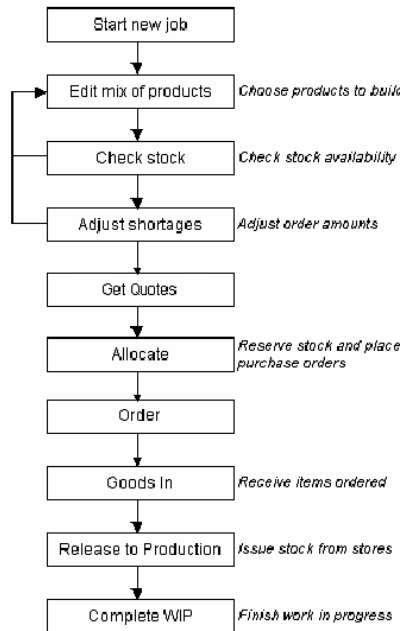 Start new job
Edit mix of products
Choose products to build
Check stock
Check stock availability
Adjust shortages
Adjust order amounts
Get Quotes
Allocate
Reserve stock and place
purchase orders
Order
Goods In
Receive items ordered
Release to Production
Issue stock from stores
Complete WIP
Finish work in progress